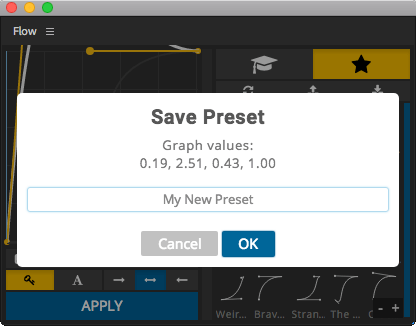 Flow
Save Preset
Graph values:
0.19, 2.51, 0.43, 1.00
My New Preset
Cancel OK
A
APPLY
Weir... Brav... Stran... The ...
- +